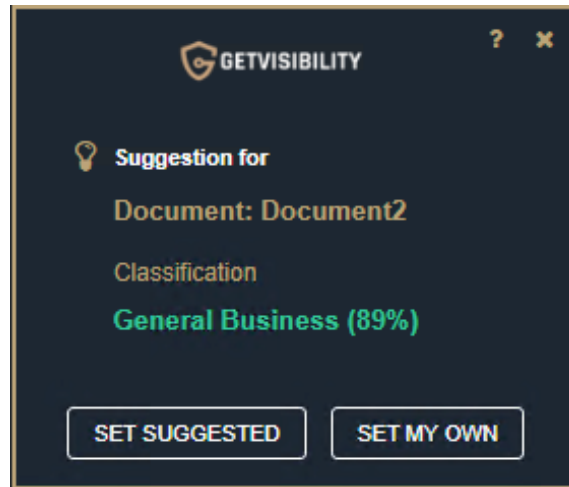 ? ×
GETVISIBILITY
Suggestion for
Document: Document2
Classification
General Business (89%)
SET SUGGESTED SET MY OWN